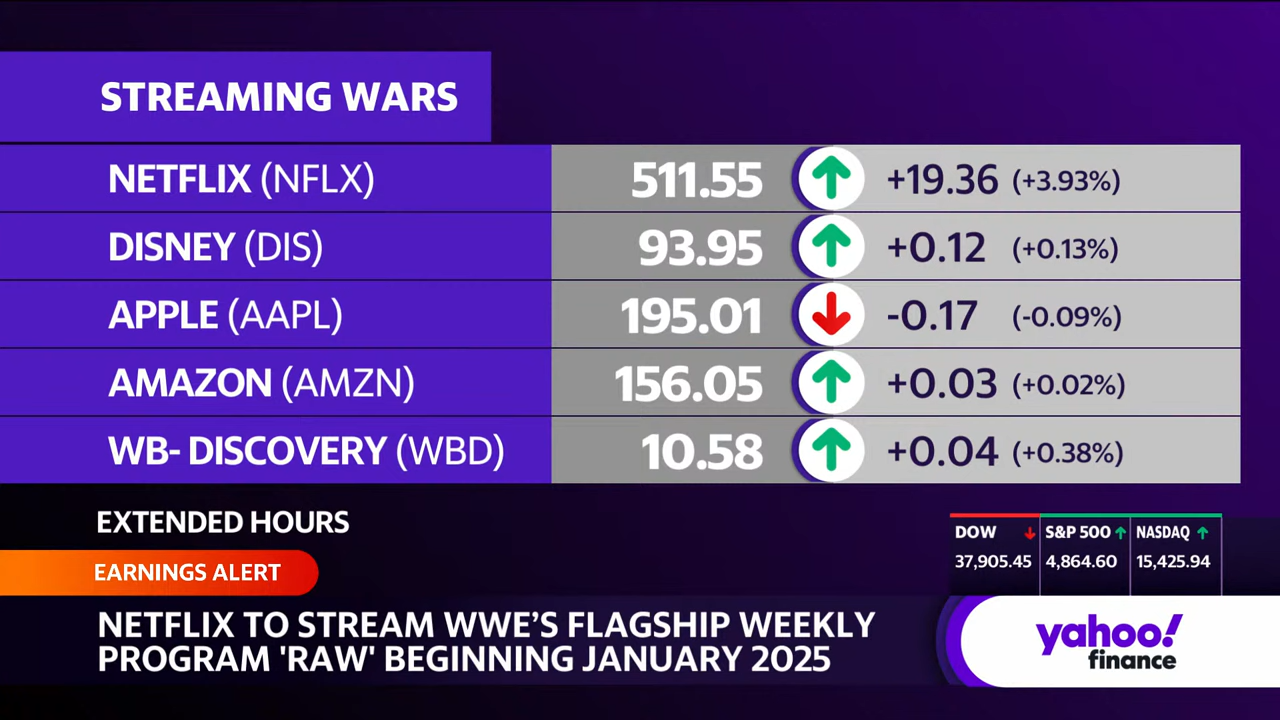 STREAMING WARS
NETFLIX (NFLX) 511.55 +19.36 (+3.93%)
DISNEY (DIS) 93.95 +0.12 (+0.13%)
APPLE (AAPL) 195.01 -0.17 (-0.09%)
AMAZON (AMZN) 156.05 +0.03 (+0.02%)
WB- DISCOVERY (WBD) 10.58 +0.04 (+0.38%)
EXTENDED HOURS
EARNINGS ALERT
NETFLIX TO STREAM WWE’S FLAGSHIP WEEKLY
PROGRAM 'RAW' BEGINNING JANUARY 2025
DOW S&P 500 NASDAQ
37,905.45 4,864.60 15,425.94
yahoo!
finance